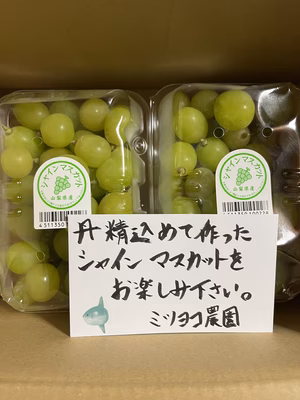 シャインマスカット
山梨県産
シャインマスカット
山梨県産
丹精込めて作った
シャインマスカットを
お楽しみ下さい。
ミツヨコ農園